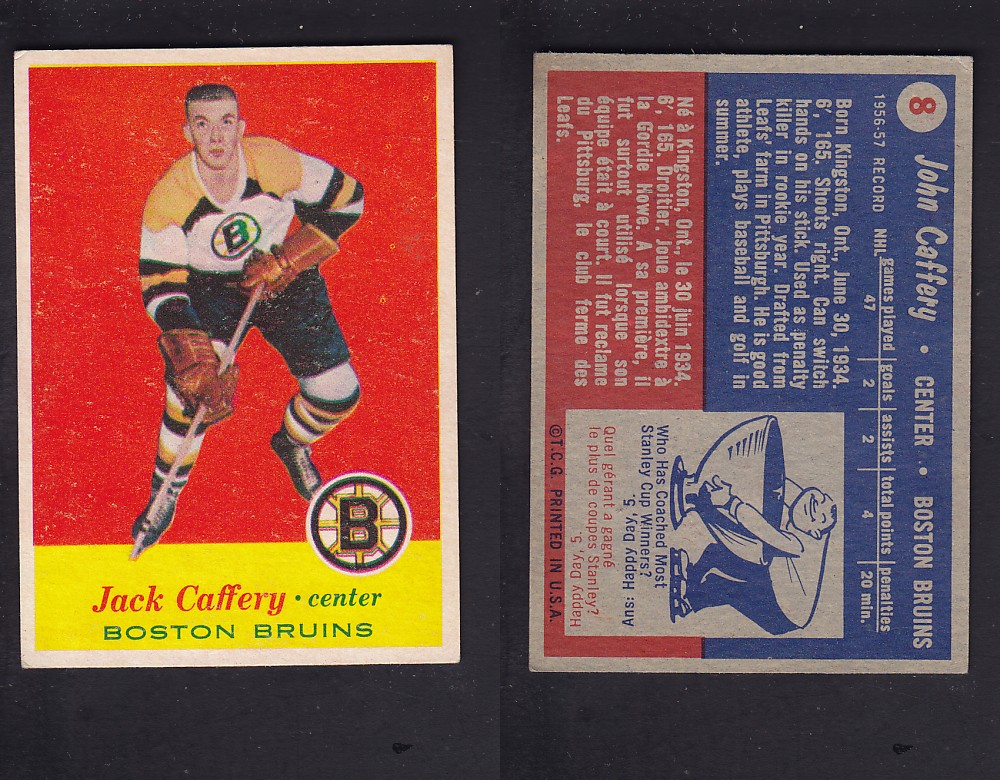 B
B
Jack Caffery • center
BOSTON BRUINS
8
John Caffery • CENTER • BOSTON BRUINS
1956-57 RECORD
games played goals assists total points penalties
NHL 47 2 2 4 20 min.
Born Kingston, Ont., June 30, 1934.
6', 165. Shoots right. Can switch
hands on his stick. Used as penalty
killer in rookie year. Drafted from
Leafs' farm in Pittsburgh. He is good
athlete, plays baseball and golf in
summer.
Né à Kingston, Ont., le 30 juin 1934.
6', 165. Droitier. Joue ambidextre à
la Gordie Howe. A sa première, il
fut surtout utilisé lorsque son
équipe était à court. Il fut reclame
du Pittsburg, le club ferme des
Leafs.
Who Has Coached Most
Stanley Cup Winners?
Ansu: Happy Day, 5.
Quel gérant a gagné
le plus de coupes Stanley?
Happy Day, 5.
©T.C.G. PRINTED IN U.S.A.